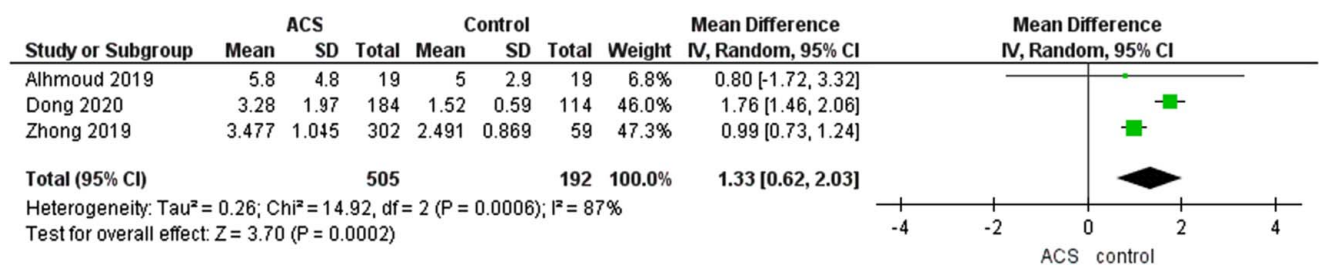 ACS Control Mean Difference Mean Difference
Study or Subgroup Mean SD Total Mean SD Total Weight IV, Random, 95% CI IV, Random, 95% CI
Alhmoud 2019 5.8 4.8 19 5 2.9 19 6.8% 0.80 [-1.72, 3.32]
Dong 2020 3.28 1.97 184 1.52 0.59 114 46.0% 1.76 [1.46, 2.06]
Zhong 2019 3.477 1.045 302 2.491 0.869 59 47.3% 0.99 [0.73, 1.24]
Total (95% CI) 505 192 100.0% 1.33 [0.62, 2.03]
Heterogeneity: Tau² = 0.26; Chi² = 14.92, df = 2 (P = 0.0006); I² = 87%
Test for overall effect: Z = 3.70 (P = 0.0002)
-4 -2 0 2 4
ACS control